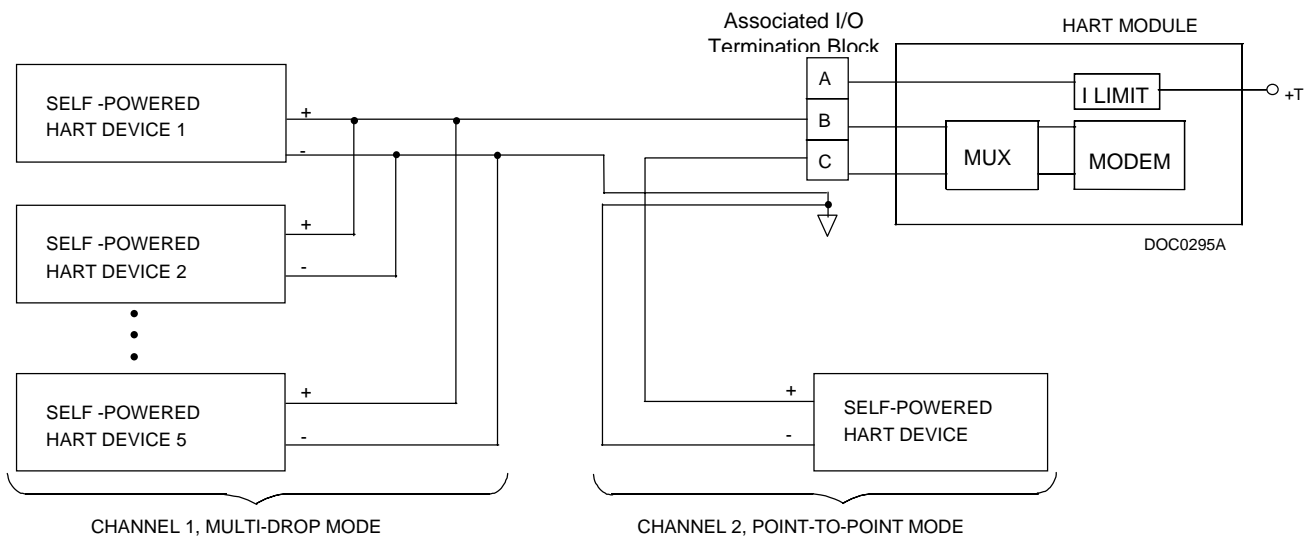 Associated I/O
Termination Block
HART MODULE
SELF -POWERED
HART DEVICE 1
+
-
A
B
C
I LIMIT
+T
MUX
MODEM
DOC0295A
SELF -POWERED
HART DEVICE 2
+
-
SELF -POWERED
HART DEVICE 5
+
-
+
-
SELF-POWERED
HART DEVICE
CHANNEL 1, MULTI-DROP MODE
CHANNEL 2, POINT-TO-POINT MODE